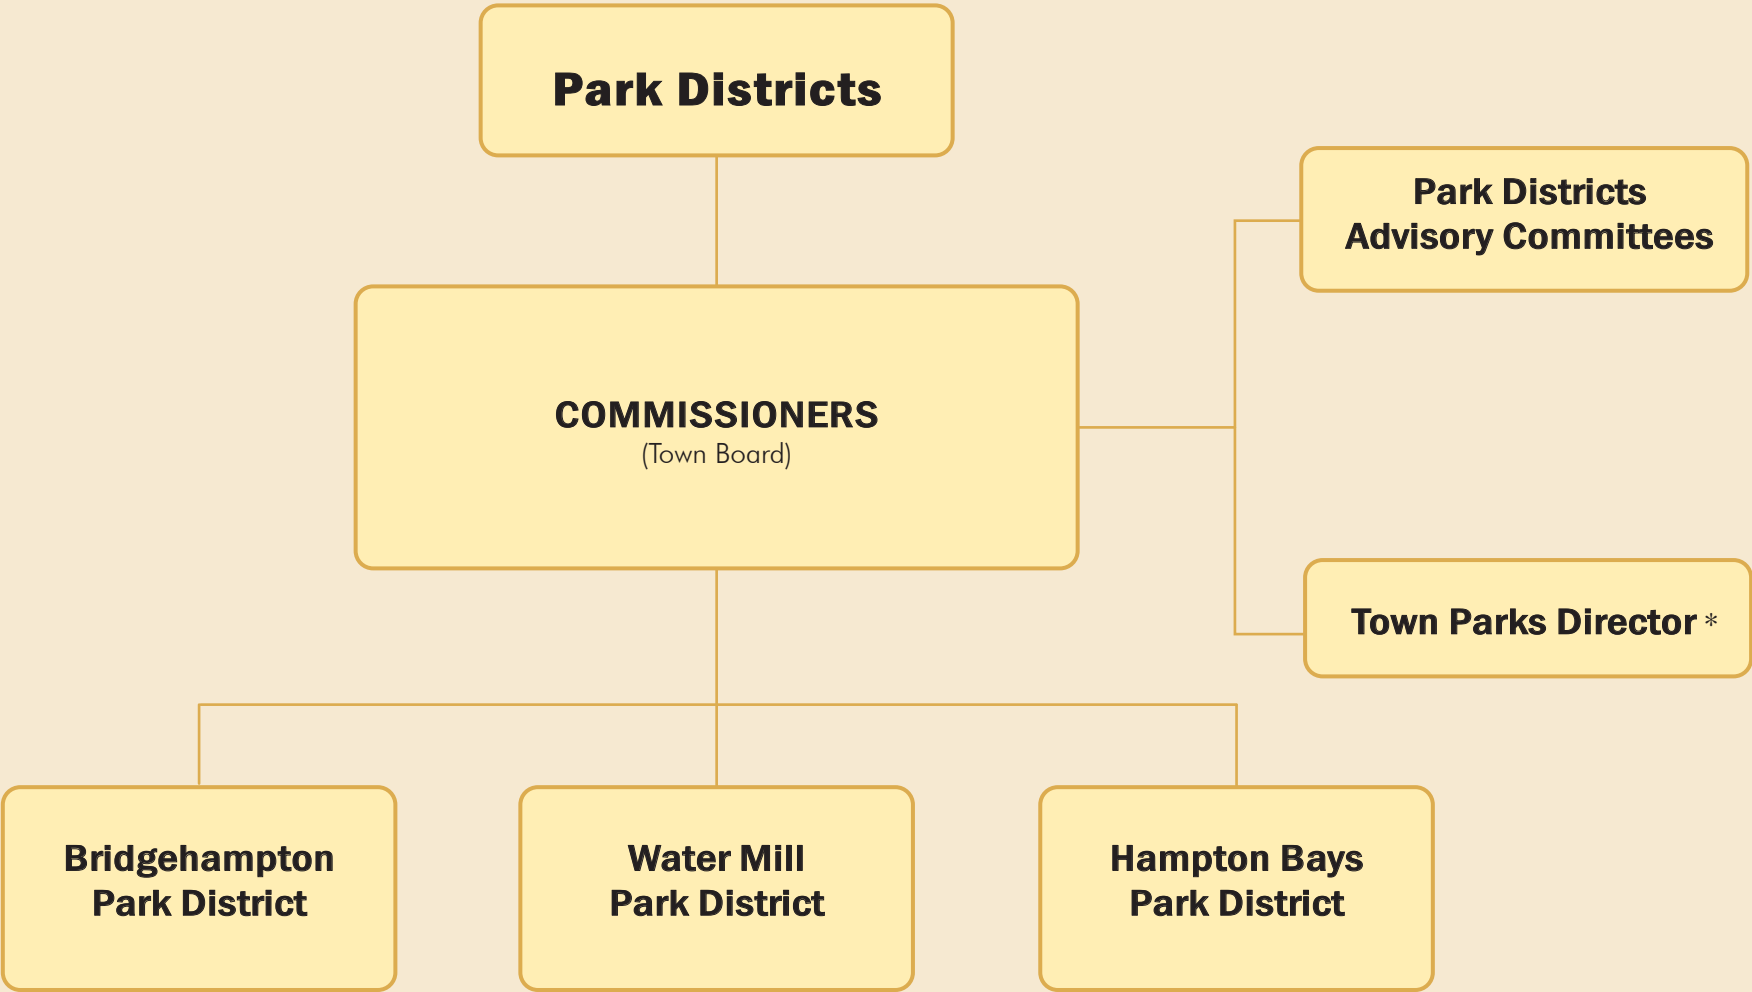 Park Districts
Park Districts
Advisory Committees
COMMISSIONERS
(Town Board)
Town Parks Director *
Bridgehampton
Park District
Water Mill
Park District
Hampton Bays
Park District